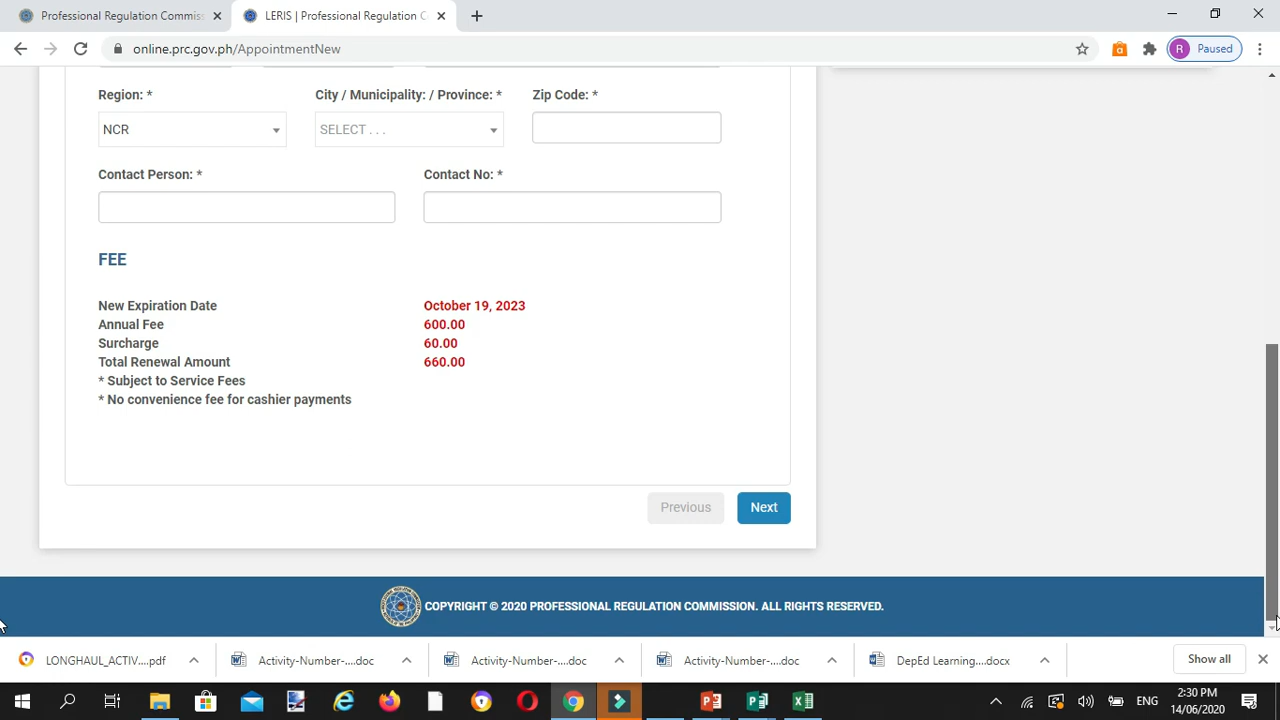 Professional Regulation Commiss
LERIS | Professional Regulation C
online.prc.gov.ph/AppointmentNew
a
R Paused
Region: * City / Municipality: / Province: * Zip Code: *
NCR SELECT . . .
Contact Person: * Contact No: *
FEE
New Expiration Date October 19, 2023
Annual Fee 600.00
Surcharge 60.00
Total Renewal Amount 660.00
* Subject to Service Fees
* No convenience fee for cashier payments
Previous Next
COPYRIGHT © 2020 PROFESSIONAL REGULATION COMMISSION. ALL RIGHTS RESERVED.
LONGHAUL_ACTIV....pdf Activity-Number-....doc Activity-Number-....doc Activity-Number-....doc DepEd Learning....docx Show all
ENG 2:30 PM
14/06/2020